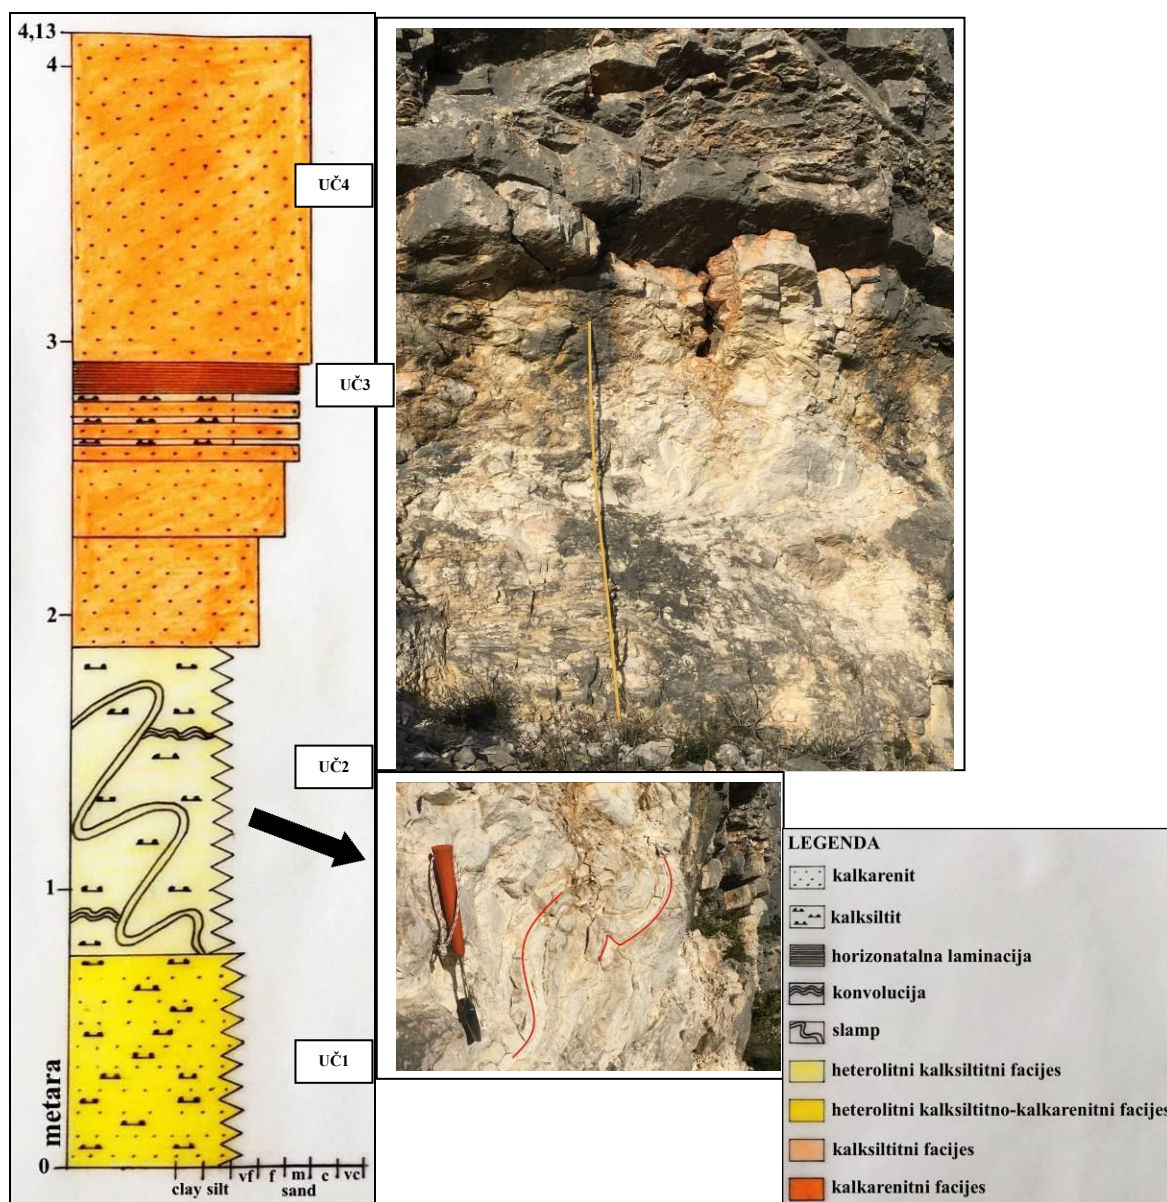 4,13
4
UČ4
3
UČ3
2
UČ2
1
UČ1
metara
0
clay silt vf f m c vc
sand
LEGENDA
kalkarenit
kalksiltit
horizonatalna laminacija
konvolucija
slamp
heterolitni kalksiltitni facijes
heterolitni kalksiltitno-kalkarenitni facijes
kalksiltitni facijes
kalkarenitni facijes